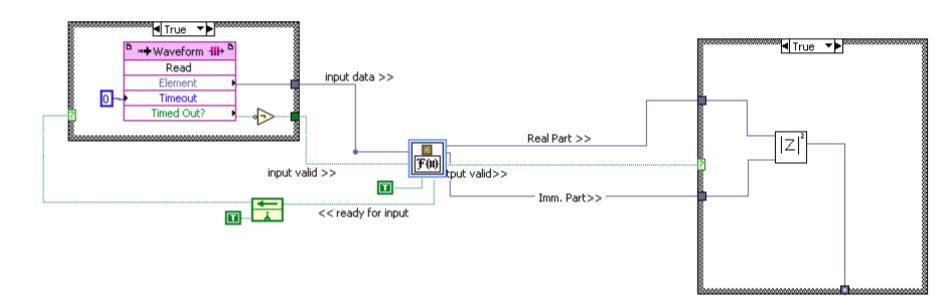 True
Waveform
Read
Element
Timeout
Timed Out?
0
?
input data >>
input valid >>
F(x)
T
T
<< ready for input
Real Part >>
tput valid>>
Imm. Part>>
True
?
|Z|²